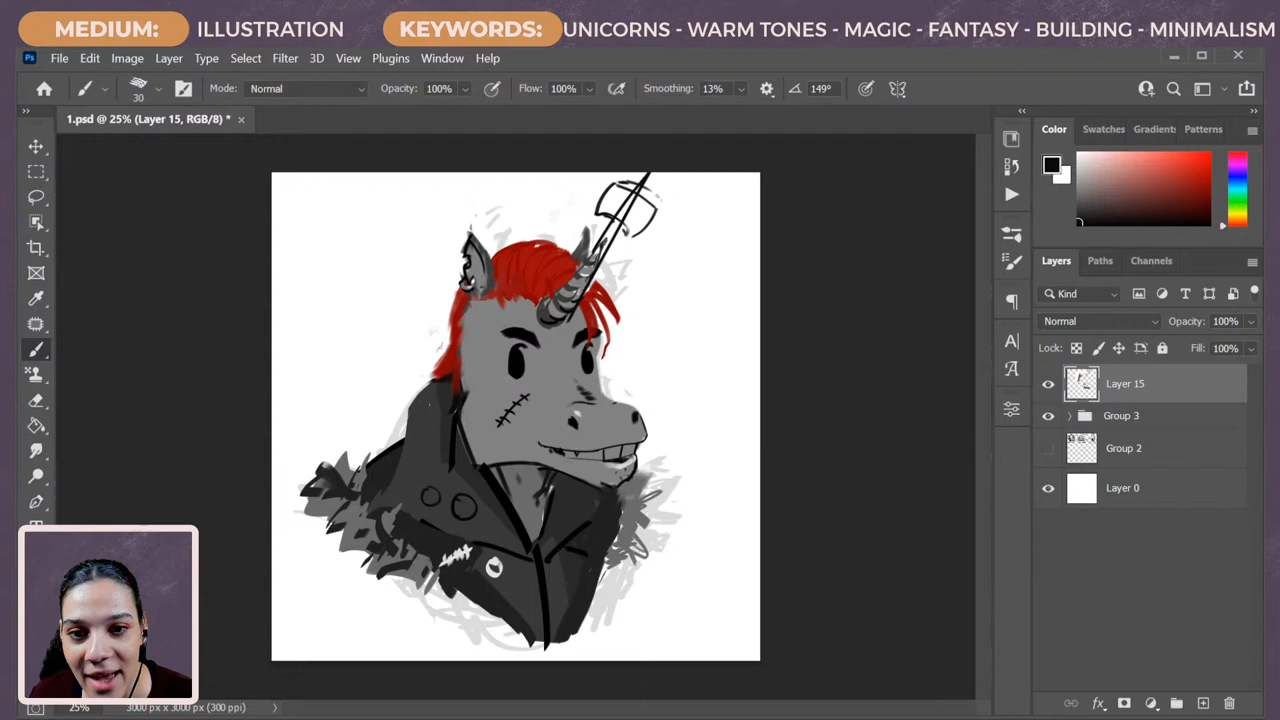 MEDIUM: ILLUSTRATION KEYWORDS: UNICORNS - WARM TONES - MAGIC - FANTASY - BUILDING - MINIMALISM
Ps File Edit Image Layer Type Select Filter 3D View Plugins Window Help
30 Mode: Normal Opacity: 100% Flow: 100% Smoothing: 13% 149°
1.psd @ 25% (Layer 15, RGB/8) *
Color Swatches Gradients Patterns
Layers Paths Channels
Kind
Normal Opacity: 100%
Lock: Fill: 100%
Layer 15
Group 3
Group 2
Layer 0
fx
25% 3000 px x 3000 px (300 ppi)